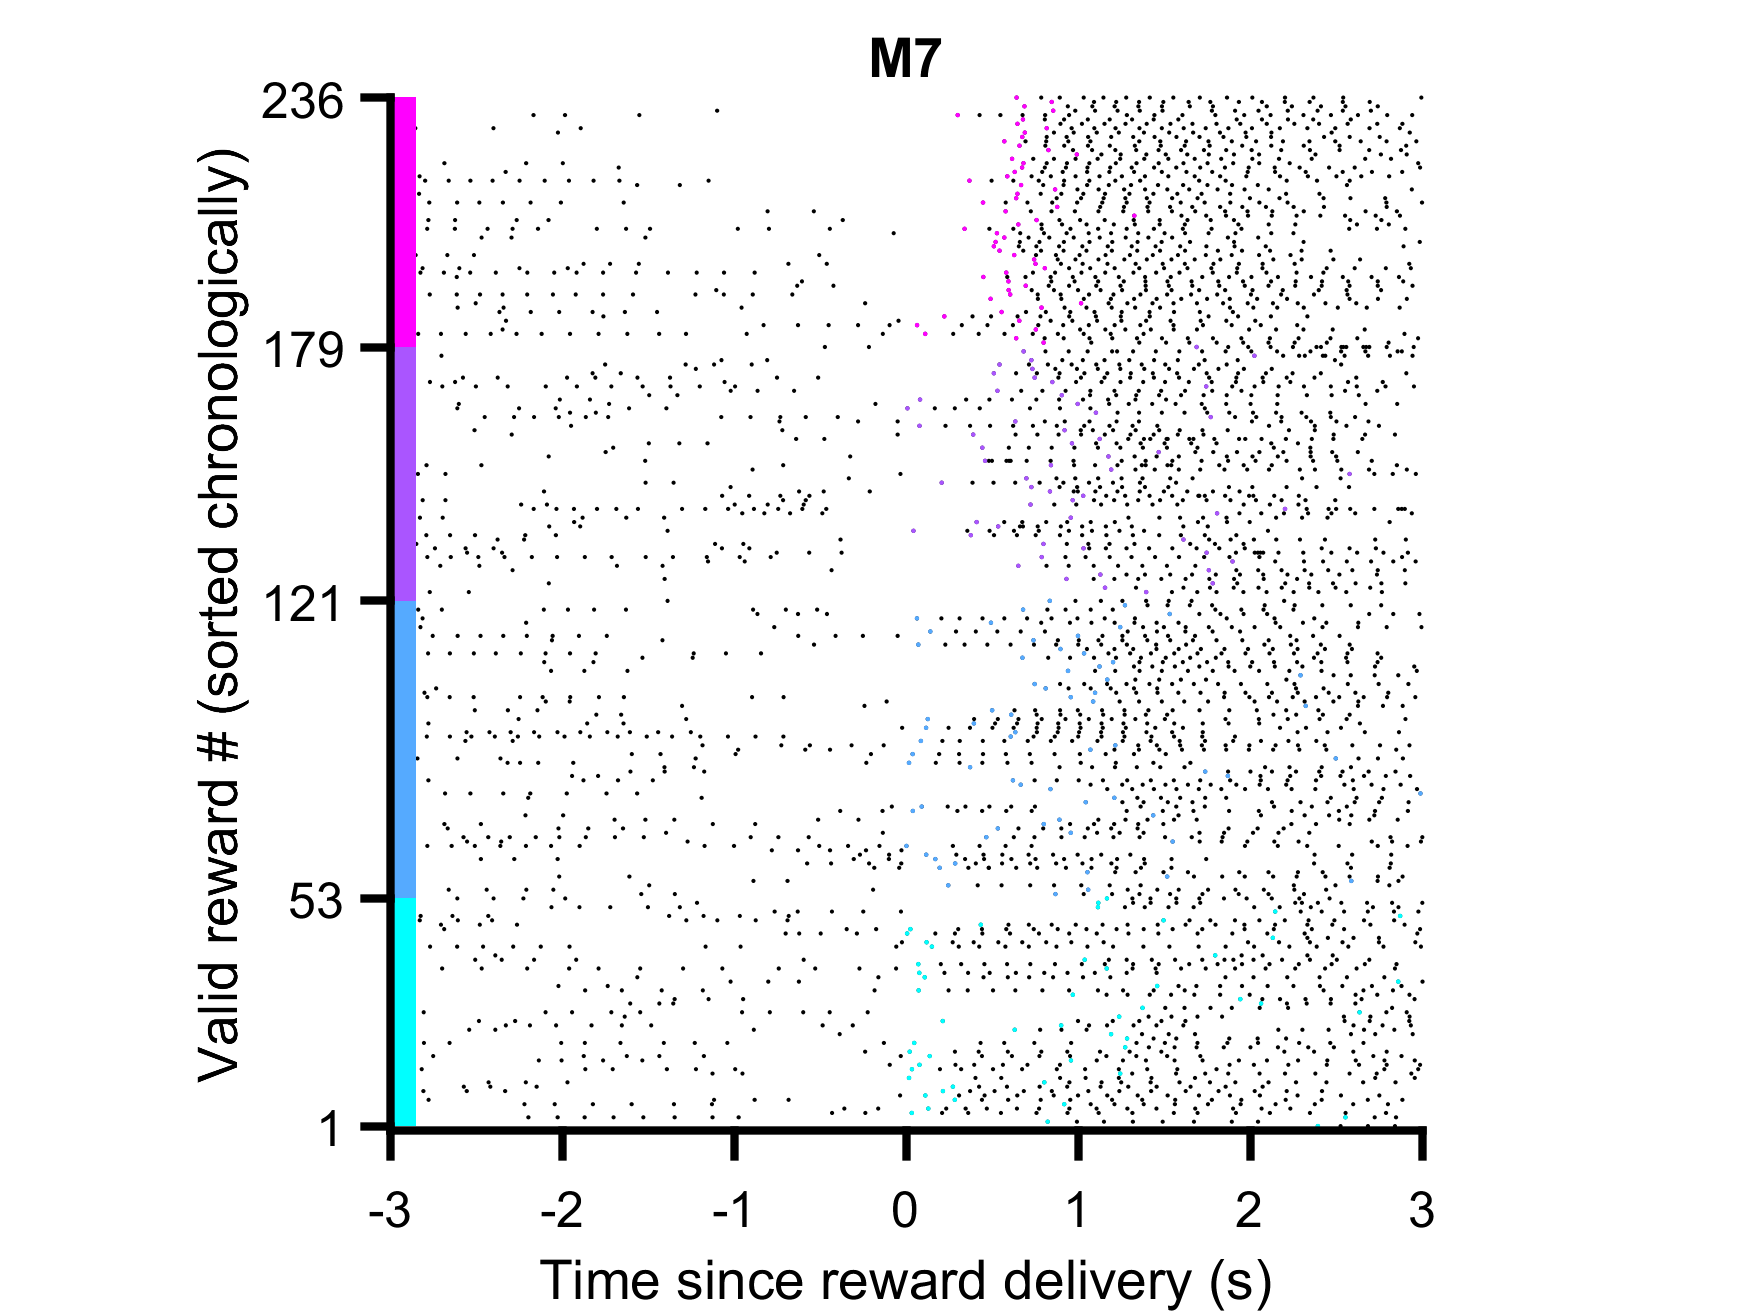 M7
Valid reward # (sorted chronologically)
236
179
121
53
1
-3 -2 -1 0 1 2 3
Time since reward delivery (s)